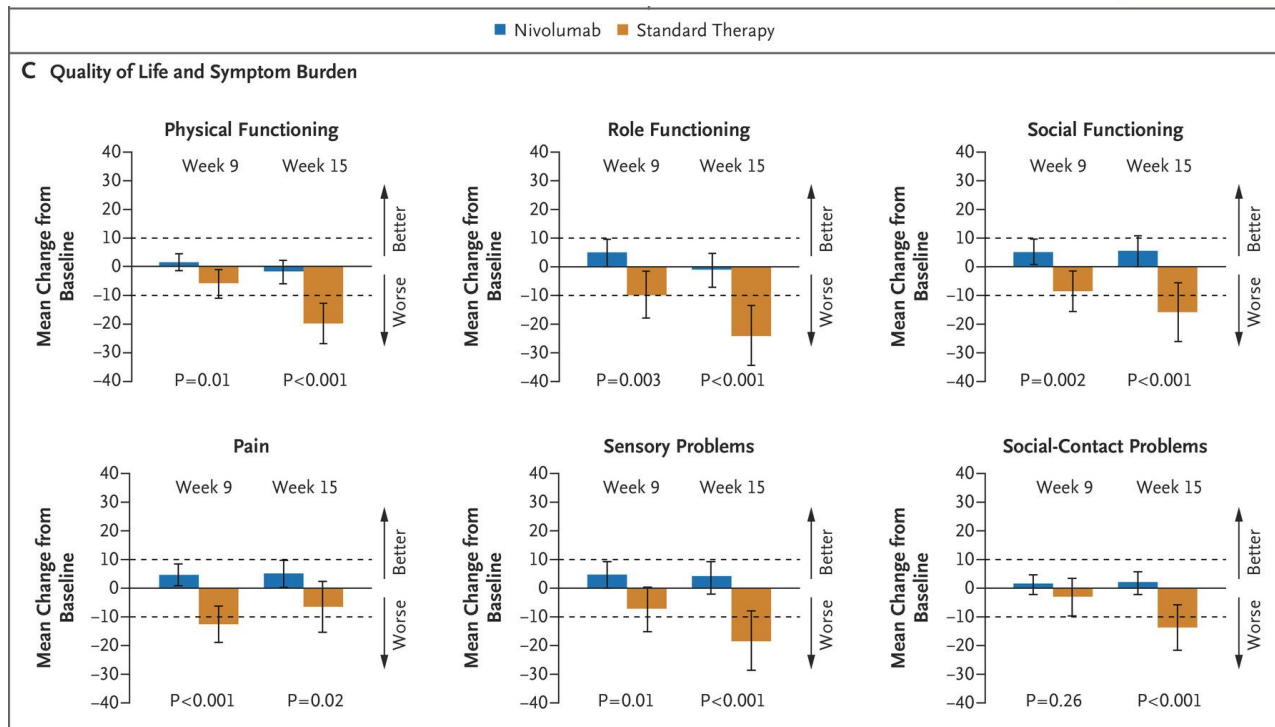 Nivolumab Standard Therapy
C Quality of Life and Symptom Burden
Physical Functioning
Mean Change from
Baseline
40
30
20
10
0
−10
−20
−30
−40
Week 9 Week 15
P=0.01 P<0.001
Better
Worse
Role Functioning
Mean Change from
Baseline
40
30
20
10
0
−10
−20
−30
−40
Week 9 Week 15
P=0.003 P<0.001
Better
Worse
Social Functioning
Mean Change from
Baseline
40
30
20
10
0
−10
−20
−30
−40
Week 9 Week 15
P=0.002 P<0.001
Better
Worse
Pain
Mean Change from
Baseline
40
30
20
10
0
−10
−20
−30
−40
Week 9 Week 15
P<0.001 P=0.02
Better
Worse
Sensory Problems
Mean Change from
Baseline
40
30
20
10
0
−10
−20
−30
−40
Week 9 Week 15
P=0.01 P<0.001
Better
Worse
Social-Contact Problems
Mean Change from
Baseline
40
30
20
10
0
−10
−20
−30
−40
Week 9 Week 15
P=0.26 P<0.001
Better
Worse